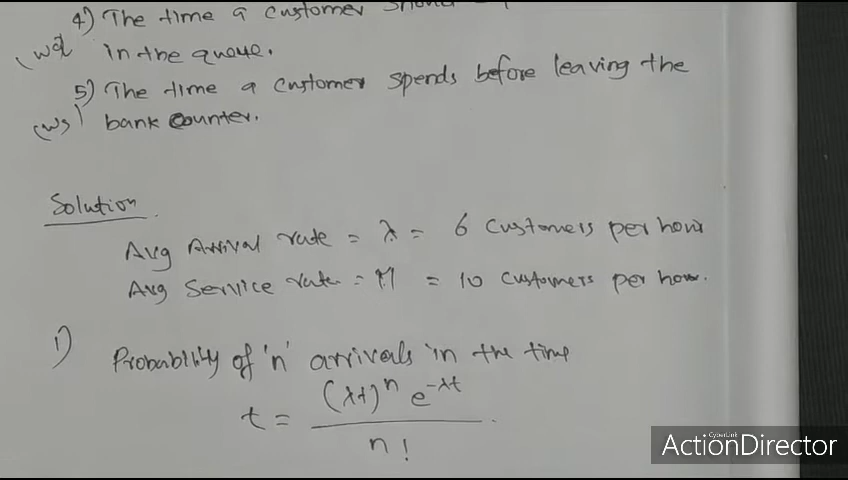 4) The time a customer
(Wq in the queue.
5) The time a customer spends before leaving the
(Ws) bank counter.
Solution
Avg Arrival rate = λ = 6 customers per hour
Avg Service rate = M = 10 customers per hour.
1) Probability of 'n' arrivals in the time
t = (λt)^n e^-λt / n!.
CyberLink
ActionDirector